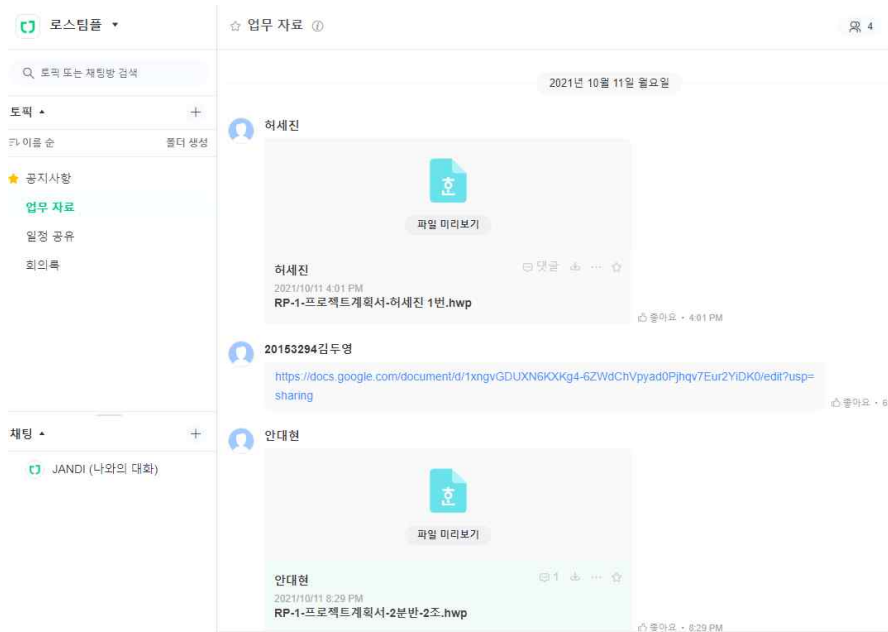 로스팀플
토픽 또는 채팅방 검색
토픽
이름 순 폴더 생성
공지사항
업무 자료
일정 공유
회의록
채팅
JANDI (나와의 대화)
업무 자료
4
2021년 10월 11일 월요일
허세진
호
파일 미리보기
허세진 댓글
2021/10/11 4:01 PM
RP-1-프로젝트계획서-허세진 1번.hwp
좋아요 • 4:01 PM
20153294김두영
https://docs.google.com/document/d/1xngvGDUXN6KXKg4-6ZWdChVpyad0Pjhqv7Eur2YiDK0/edit?usp=
sharing
좋아요 • 6
안대현
호
파일 미리보기
안대현 1
2021/10/11 8:29 PM
RP-1-프로젝트계획서-2분반-2조.hwp
좋아요 • 8:29 PM